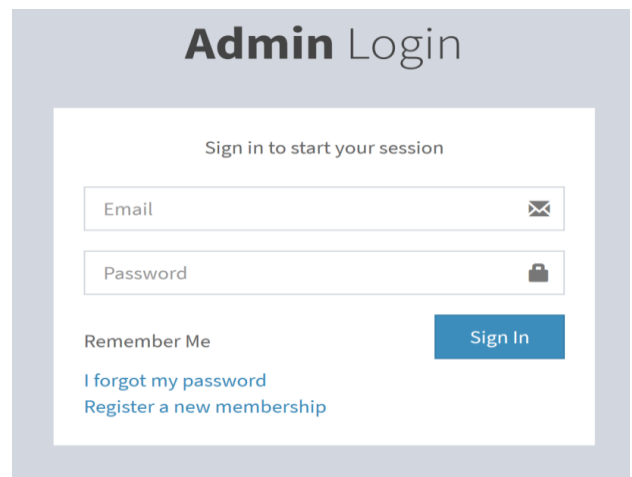 Admin Login
Sign in to start your session
Email
Password
Remember Me
Sign In
I forgot my password
Register a new membership